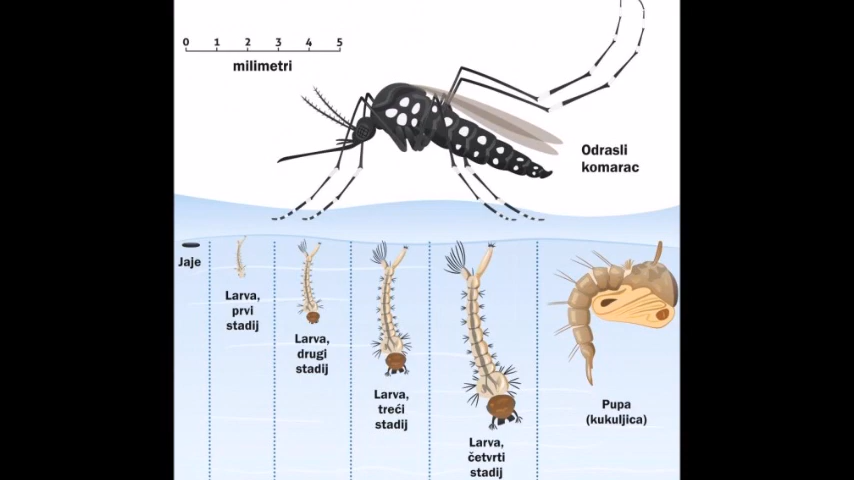 0 1 2 3 4 5
milimetri
Odrasli
komarac
Jaje
Larva,
prvi
stadij
Larva,
drugi
stadij
Larva,
treći
stadij
Larva,
četvrti
stadij
Pupa
(kukuljica)